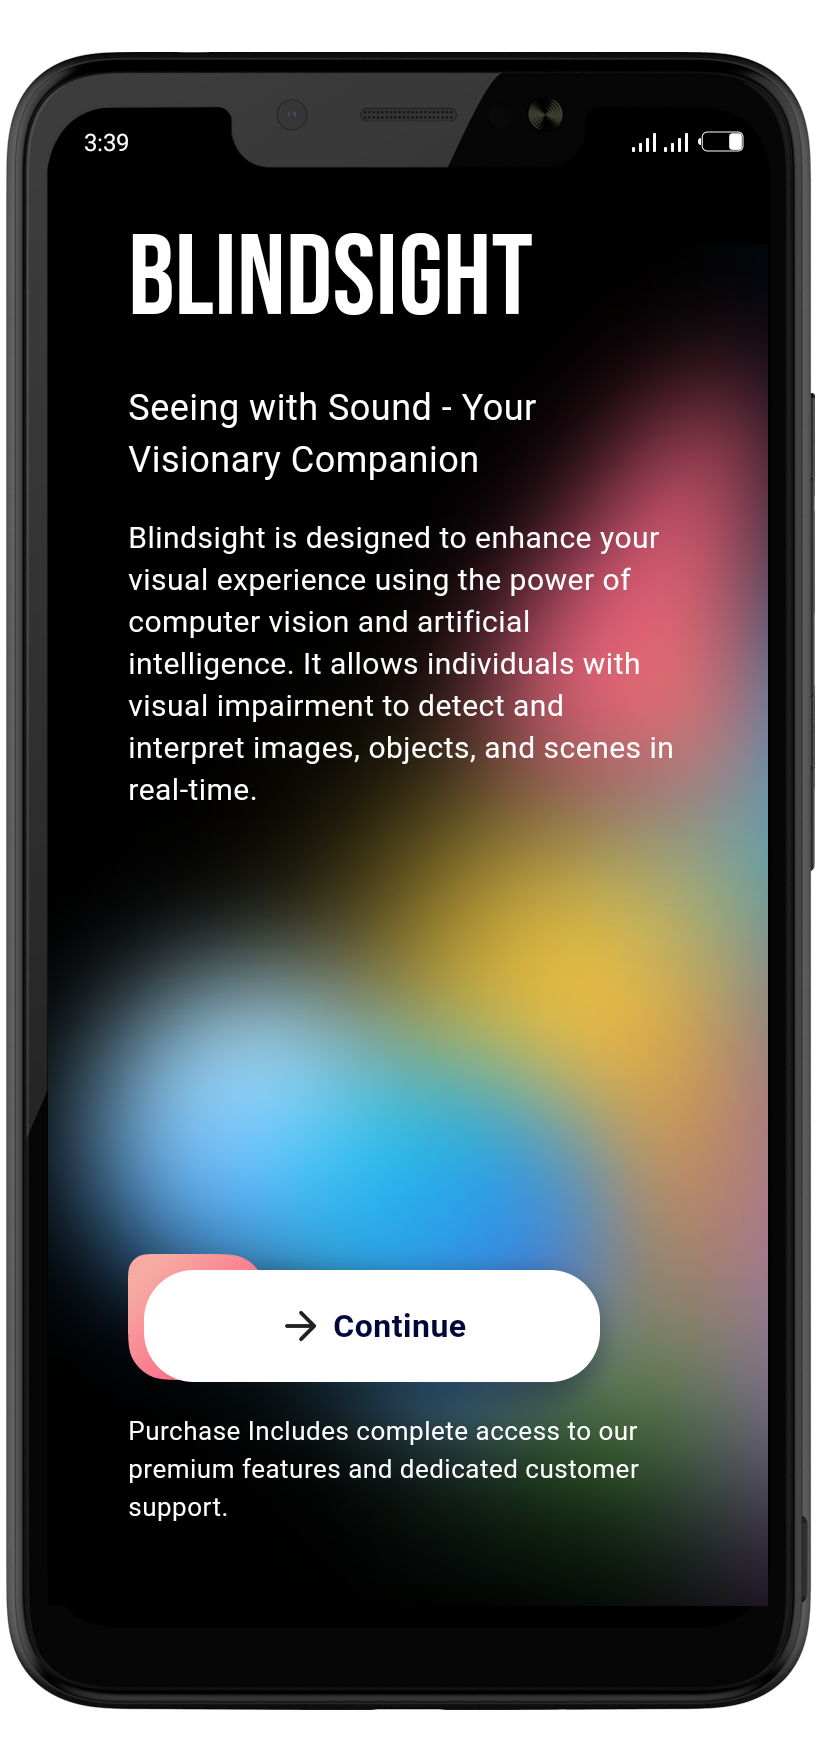 3:39
BLINDSIGHT
Seeing with Sound - Your
Visionary Companion
Blindsight is designed to enhance your
visual experience using the power of
computer vision and artificial
intelligence. It allows individuals with
visual impairment to detect and
interpret images, objects, and scenes in
real-time.
Continue
Purchase Includes complete access to our
premium features and dedicated customer
support.